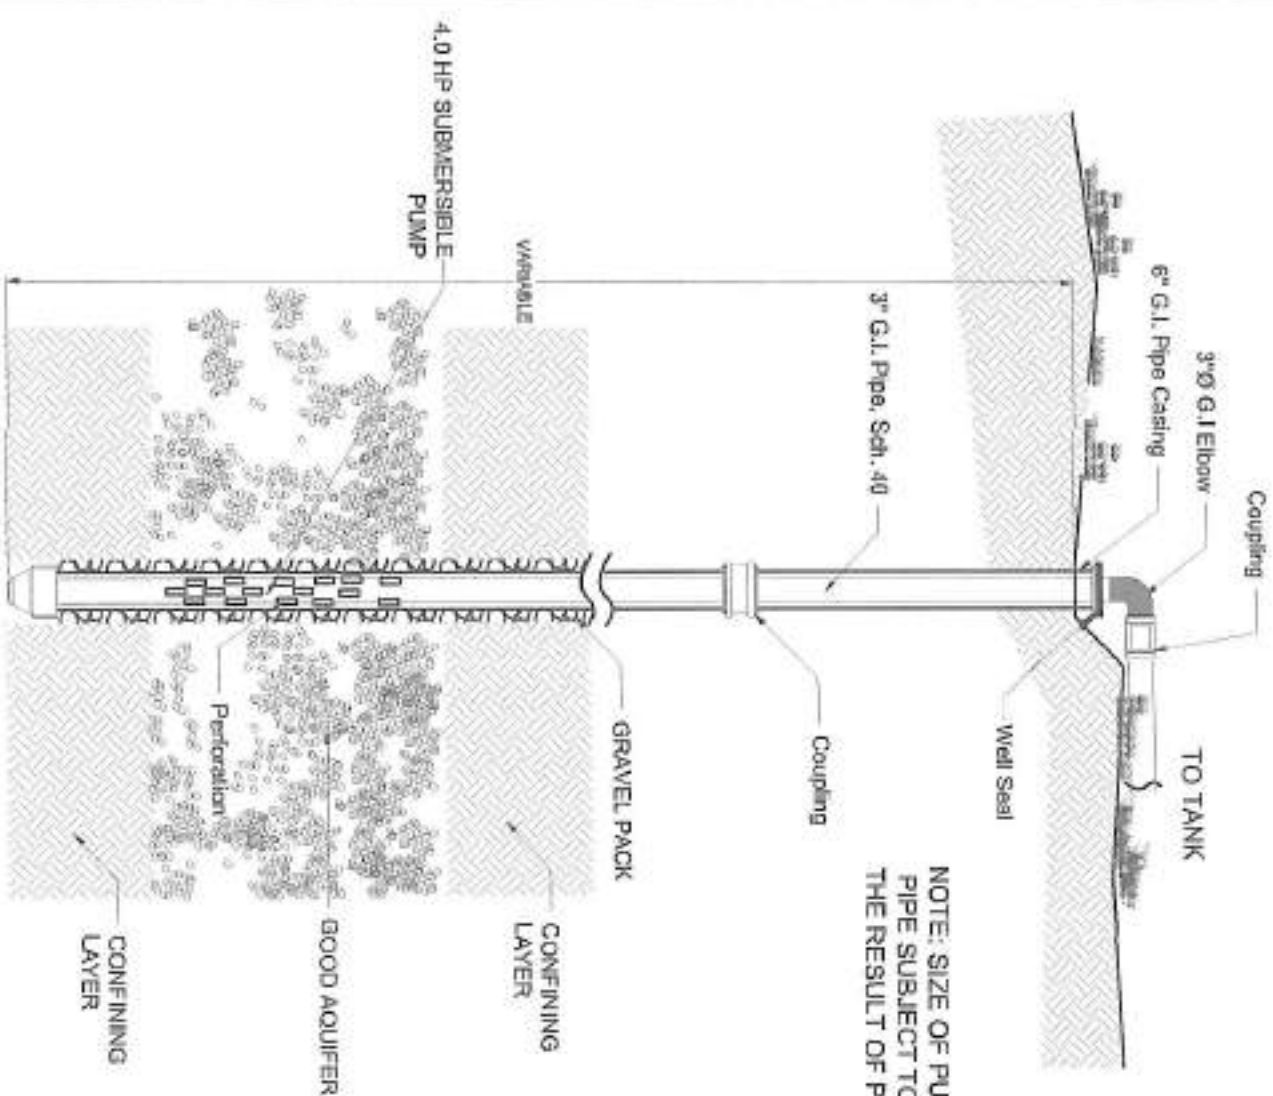 Coupling
3"Ø G.I Elbow
6" G.I. Pipe Casing
TO TANK
Well Seal
3" G.I. Pipe, Sch. 40
NOTE: SIZE OF PU
PIPE SUBJECT TO
THE RESULT OF P
Coupling
GRAVEL PACK
VARIABLE
CONFINING
LAYER
4.0 HP SUBMERSIBLE
PUMP
GOOD AQUIFER
Perforation
CONFINING
LAYER